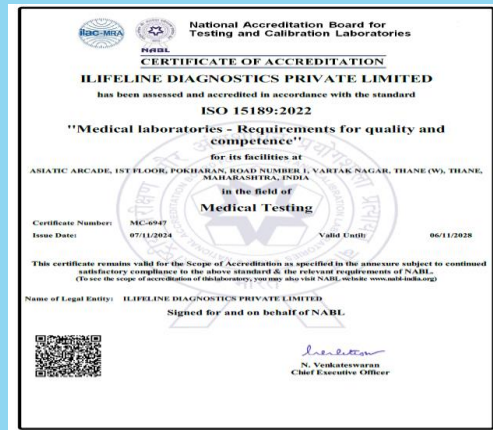 ilac-MRA
NABL
National Accreditation Board for
Testing and Calibration Laboratories
CERTIFICATE OF ACCREDITATION
ILIFELINE DIAGNOSTICS PRIVATE LIMITED
has been assessed and accredited in accordance with the standard
ISO 15189:2022
"Medical laboratories - Requirements for quality and
competence"
for its facilities at
ASIATIC ARCADE, 1ST FLOOR, POKHARAN, ROAD NUMBER 1, VARTAK NAGAR, THANE (W), THANE,
MAHARASHTRA, INDIA
in the field of
Medical Testing
Certificate Number: MC-6947
Issue Date: 07/11/2024 Valid Until: 06/11/2028
This certificate remains valid for the Scope of Accreditation as specified in the annexure subject to continued
satisfactory compliance to the above standard & the relevant requirements of NABL.
(To see the scope of accreditation of this laboratory, you may also visit NABL website www.nabl-india.org)
Name of Legal Entity: ILIFELINE DIAGNOSTICS PRIVATE LIMITED
Signed for and on behalf of NABL
N. Venkateswaran
Chief Executive Officer